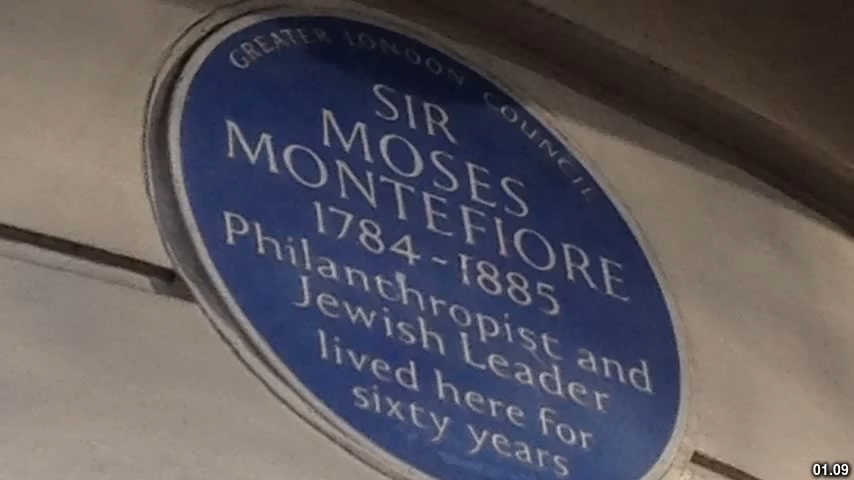 GREATER LONDON COUNCIL
SIR
MOSES
MONTEFIORE
1784-1885
Philanthropist and
Jewish Leader
lived here for
sixty years
01.09